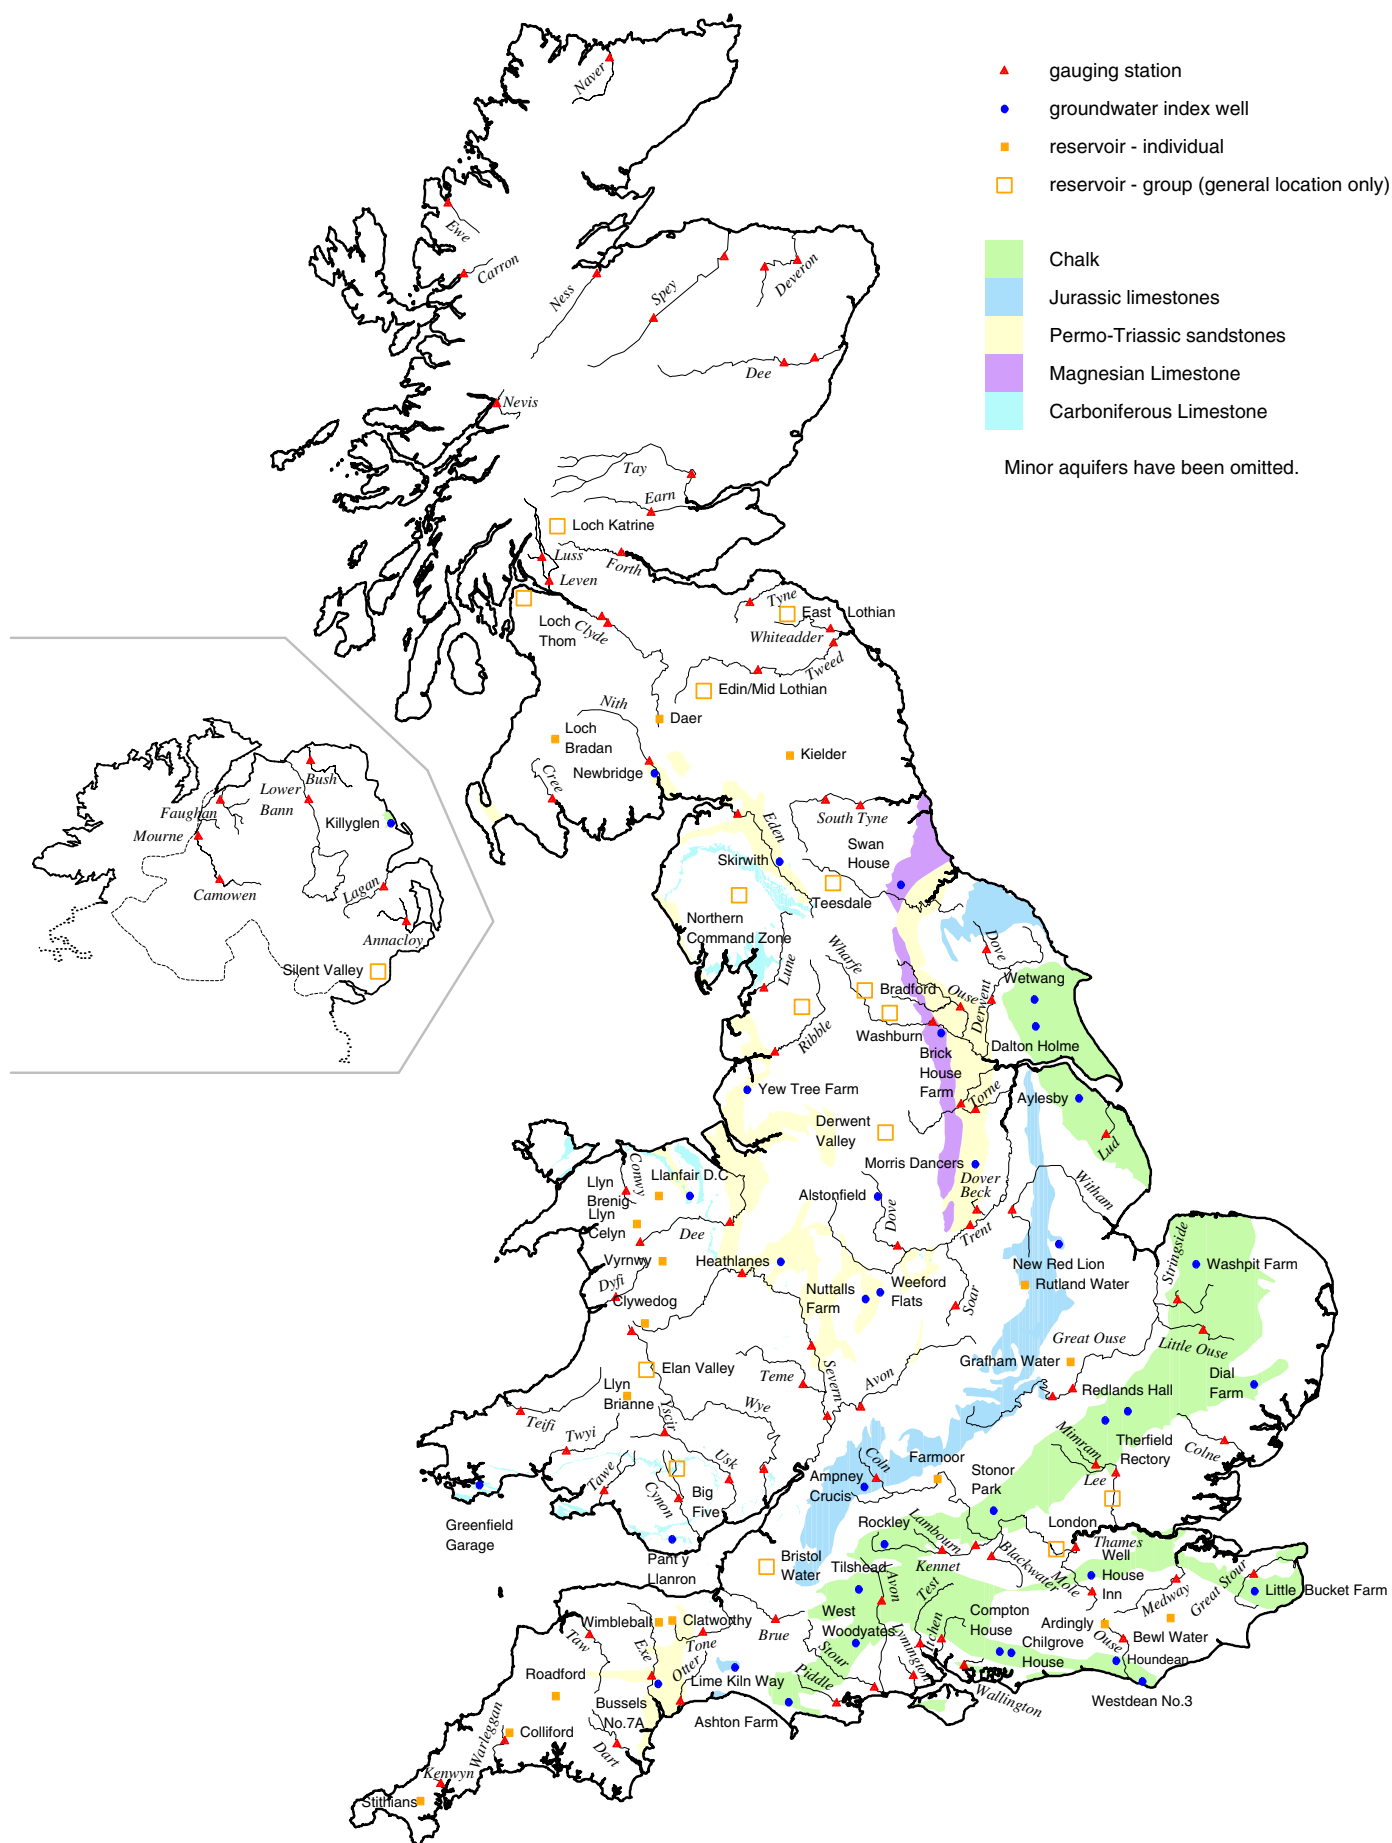 gauging station
groundwater index well
reservoir - individual
reservoir - group (general location only)
Chalk
Jurassic limestones
Permo-Triassic sandstones
Magnesian Limestone
Carboniferous Limestone
Minor aquifers have been omitted.
Naver
Ewe
Carron
Ness
Spey
Deveron
Dee
Nevis
Tay
Earn
Loch Katrine
Luss
Forth
Leven
Loch
Thom
Clyde
Tyne
East Lothian
Whiteadder
Tweed
Edin/Mid Lothian
Nith
Daer
Loch
Bradan
Kielder
Newbridge
Cree
Bush
Lower
Bann
Faughan
Killyglen
Mourne
Camowen
Lagan
Annacloy
Silent Valley
South Tyne
Eden
Swan
House
Skirwith
Teesdale
Northern
Command Zone
Lune
Wharfe
Dove
Wetwang
Bradford
Ouse
Derwent
Washburn
Ribble
Dalton Holme
Brick
House
Farm
Yew Tree Farm
Torne
Aylesby
Derwent
Valley
Lud
Morris Dancers
Conwy
Llanfair D.C
Llyn
Brenig
Alstonfield
Dover
Beck
Witham
Llyn
Celyn
Dee
Dove
Trent
Vyrnwy
Heathlanes
New Red Lion
Stringside
Washpit Farm
Dyfi
Nuttalls
Farm
Weeford
Flats
Soar
Rutland Water
Clywedog
Great Ouse
Little Ouse
Elan Valley
Teme
Severn
Avon
Grafham Water
Dial
Farm
Llyn
Brianne
Redlands Hall
Teifi
Yscir
Wye
Twyi
Mimram
Therfield
Rectory
Colne
Tawe
Usk
Coln
Farmoor
Ampney
Crucis
Stonor
Park
Lee
Cynon
Big
Five
Greenfield
Garage
Rockley
Lambourn
London
Pant y
Llanron
Bristol
Water
Tilshead
Kennet
Blackwater
Thames
Well
House
Inn
Mole
Medway
Great Stour
Little Bucket Farm
Avon
Test
Wimbleball
Clatworthy
West
Woodyates
Compton
House
Ardingly
Taw
Exe
Tone
Brue
Stour
Lymington
Itchen
Chilgrove
House
Ouse
Bewl Water
Houndean
Roadford
Otter
Lime Kiln Way
Piddle
Wallington
Westdean No.3
Bussels
No.7A
Ashton Farm
Warleggan
Colliford
Dart
Kenwyn
Stithians